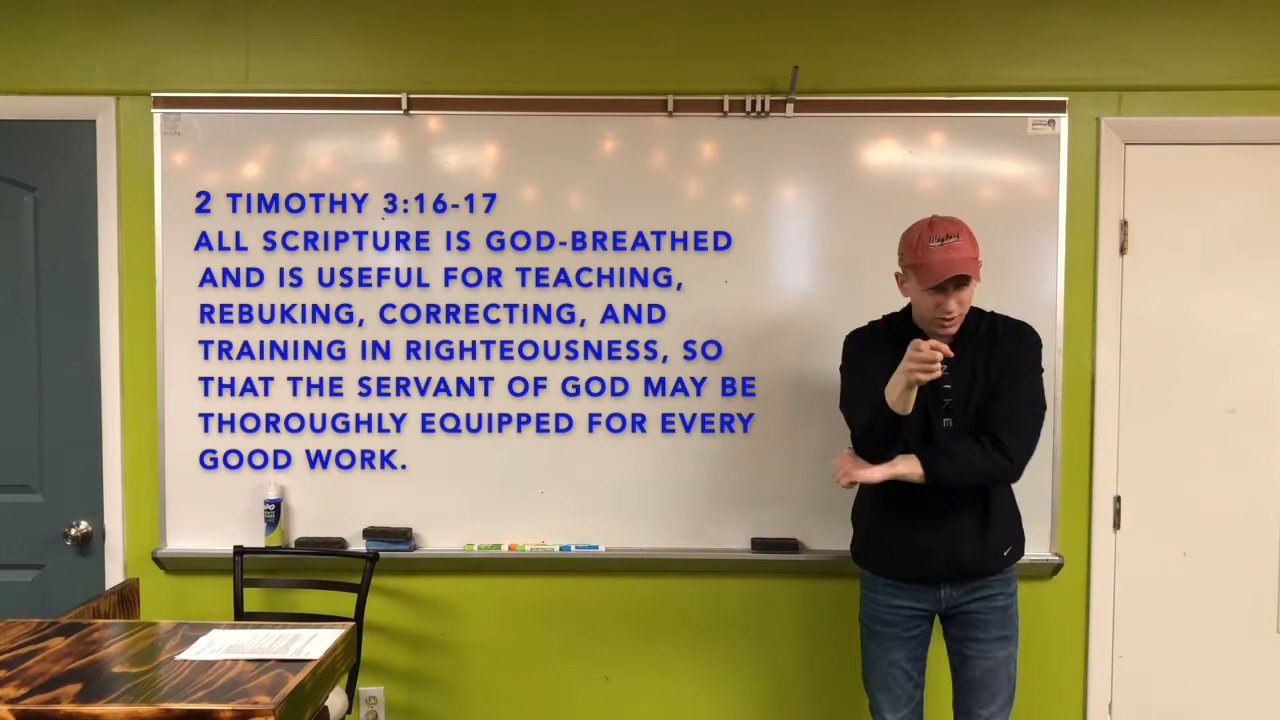 2 TIMOTHY 3:16-17
ALL SCRIPTURE IS GOD-BREATHED
AND IS USEFUL FOR TEACHING,
REBUKING, CORRECTING, AND
TRAINING IN RIGHTEOUSNESS, SO
THAT THE SERVANT OF GOD MAY BE
THOROUGHLY EQUIPPED FOR EVERY
GOOD WORK.
NIKE